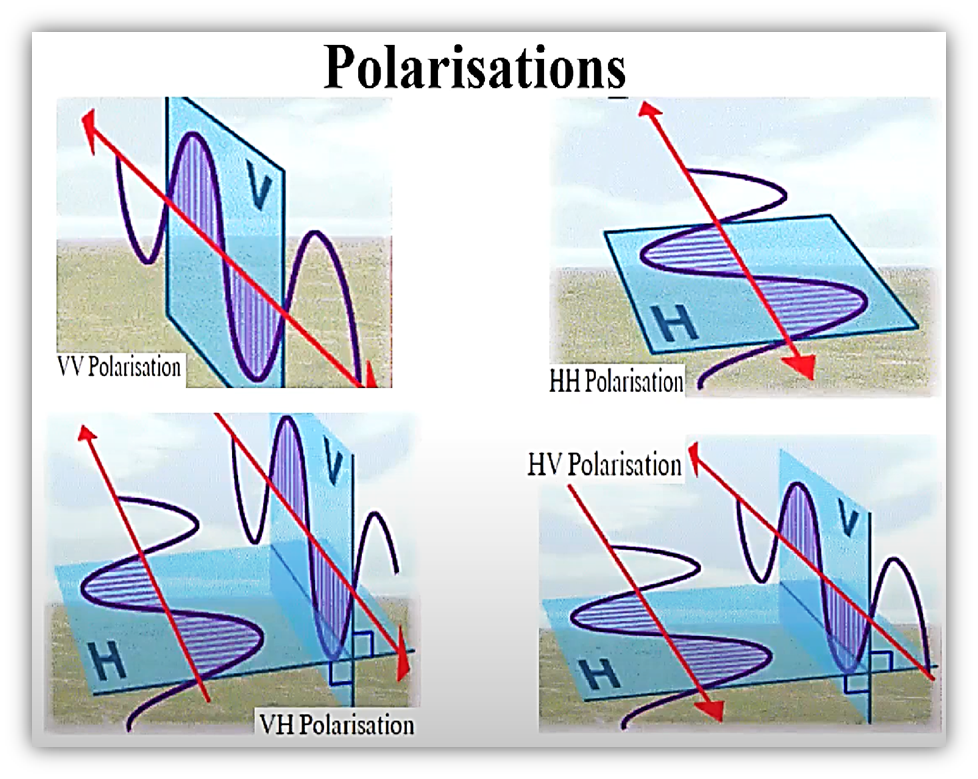 Polarisations
V
VV Polarisation
H
HH Polarisation
V
H
VH Polarisation
HV Polarisation
V
H